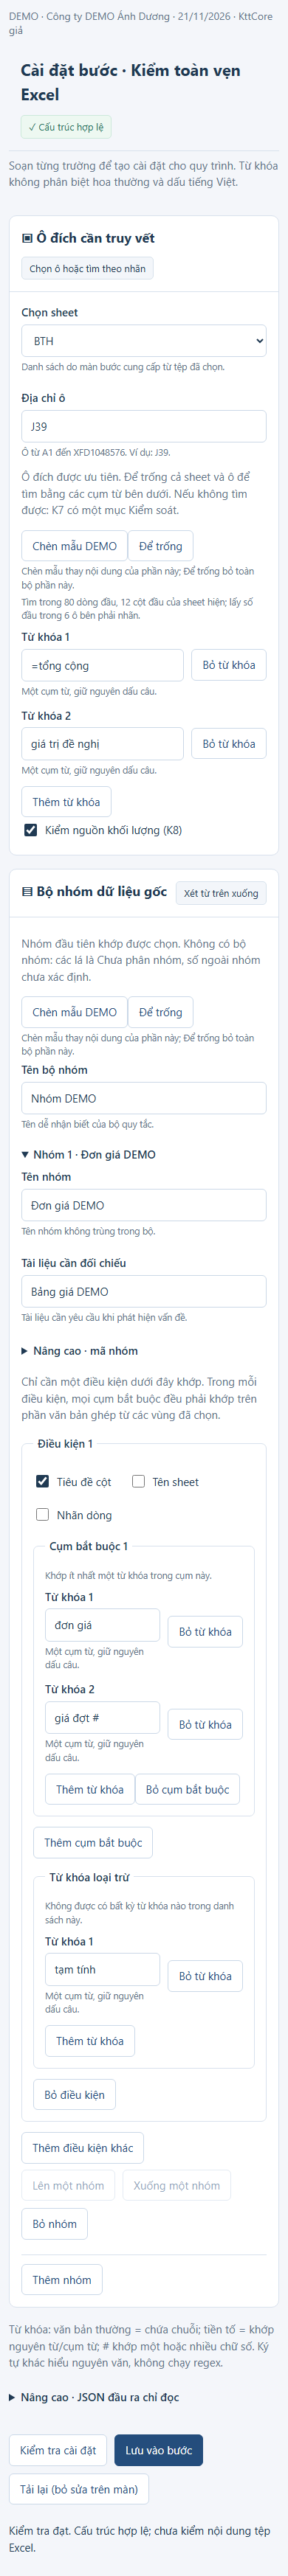 DEMO · Công ty DEMO Ánh Dương · 21/11/2026 · KttCore
giả
Cài đặt bước · Kiểm toàn vẹn
Excel
✓ Cấu trúc hợp lệ
Soạn từng trường để tạo cài đặt cho quy trình. Từ khóa
không phân biệt hoa thường và dấu tiếng Việt.
Ô đích cần truy vết
Chọn ô hoặc tìm theo nhãn
Chọn sheet
BTH
Danh sách do màn bước cung cấp từ tệp đã chọn.
Địa chỉ ô
J39
Ô từ A1 đến XFD1048576. Ví dụ: J39.
Ô đích được ưu tiên. Để trống cả sheet và ô để
tìm bằng các cụm từ bên dưới. Nếu không tìm
được: K7 có một mục Kiểm soát.
Chèn mẫu DEMO Để trống
Chèn mẫu thay nội dung của phần này; Để trống bỏ toàn
bộ phần này.
Tìm trong 80 dòng đầu, 12 cột đầu của sheet hiện; lấy số
đầu trong 6 ô bên phải nhãn.
Từ khóa 1
=tổng cộng Bỏ từ khóa
Một cụm từ, giữ nguyên dấu câu.
Từ khóa 2
giá trị đề nghị Bỏ từ khóa
Một cụm từ, giữ nguyên dấu câu.
Thêm từ khóa
Kiểm nguồn khối lượng (K8)
Bộ nhóm dữ liệu gốc Xét từ trên xuống
Nhóm đầu tiên khớp được chọn. Không có bộ
nhóm: các lá là Chưa phân nhóm, số ngoài nhóm
chưa xác định.
Chèn mẫu DEMO Để trống
Chèn mẫu thay nội dung của phần này; Để trống bỏ toàn
bộ phần này.
Tên bộ nhóm
Nhóm DEMO
Tên dễ nhận biết của bộ quy tắc.
▼ Nhóm 1 · Đơn giá DEMO
Tên nhóm
Đơn giá DEMO
Tên nhóm không trùng trong bộ.
Tài liệu cần đối chiếu
Bảng giá DEMO
Tài liệu cần yêu cầu khi phát hiện vấn đề.
▶ Nâng cao · mã nhóm
Chỉ cần một điều kiện dưới đây khớp. Trong mỗi
điều kiện, mọi cụm bắt buộc đều phải khớp trên
phần văn bản ghép từ các vùng đã chọn.
Điều kiện 1
Tiêu đề cột Tên sheet
Nhãn dòng
Cụm bắt buộc 1
Khớp ít nhất một từ khóa trong cụm này.
Từ khóa 1
đơn giá Bỏ từ khóa
Một cụm từ, giữ nguyên
dấu câu.
Từ khóa 2
giá đợt # Bỏ từ khóa
Một cụm từ, giữ nguyên
dấu câu.
Thêm từ khóa Bỏ cụm bắt buộc
Thêm cụm bắt buộc
Từ khóa loại trừ
Không được có bất kỳ từ khóa nào trong danh
sách này.
Từ khóa 1
tạm tính Bỏ từ khóa
Một cụm từ, giữ nguyên
dấu câu.
Thêm từ khóa
Bỏ điều kiện
Thêm điều kiện khác
Lên một nhóm Xuống một nhóm
Bỏ nhóm
Thêm nhóm
Từ khóa: văn bản thường = chứa chuỗi; tiền tố = khớp
nguyên từ/cụm từ; # khớp một hoặc nhiều chữ số. Ký
tự khác hiểu nguyên văn, không chạy regex.
▶ Nâng cao · JSON đầu ra chỉ đọc
Kiểm tra cài đặt Lưu vào bước
Tải lại (bỏ sửa trên màn)
Kiểm tra đạt. Cấu trúc hợp lệ; chưa kiểm nội dung tệp
Excel.